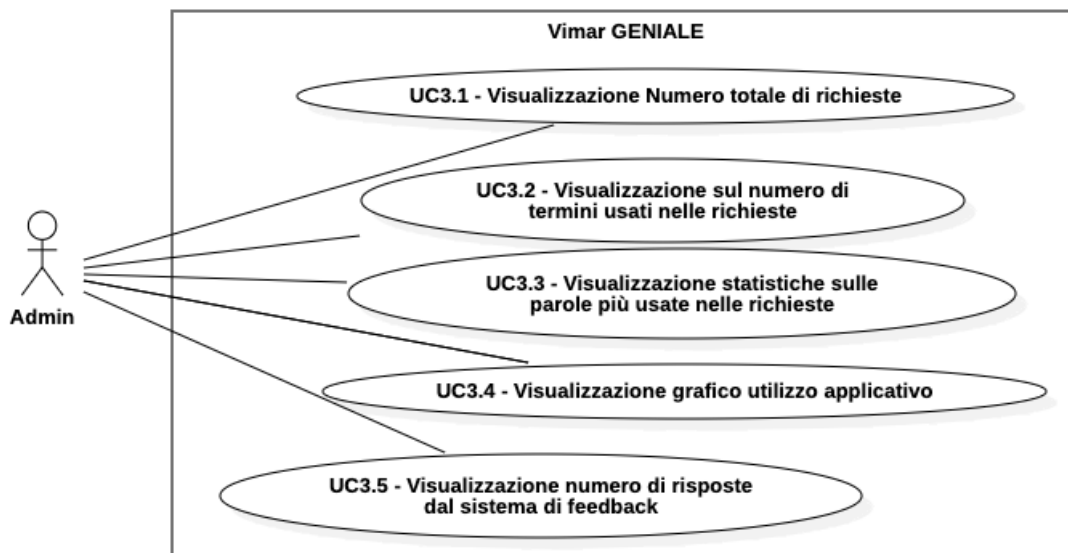 Vimar GENIALE
UC3.1 - Visualizzazione Numero totale di richieste
UC3.2 - Visualizzazione sul numero di
termini usati nelle richieste
UC3.3 - Visualizzazione statistiche sulle
parole più usate nelle richieste
Admin
UC3.4 - Visualizzazione grafico utilizzo applicativo
UC3.5 - Visualizzazione numero di risposte
dal sistema di feedback